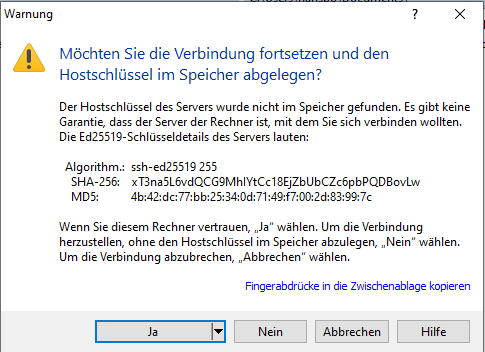 Warnung
Möchten Sie die Verbindung fortsetzen und den
Hostschlüssel im Speicher abgelegen?
Der Hostschlüssel des Servers wurde nicht im Speicher gefunden. Es gibt keine
Garantie, dass der Server der Rechner ist, mit dem Sie sich verbinden wollten.
Die Ed25519-Schlüsseldetails des Servers lauten:
Algorithm.: ssh-ed25519 255
SHA-256: xT3na5L6vdQCG9MhlYtCc18EjZbUbCZc6pbPQDBovLw
MD5: 4b:42:dc:77:bb:25:34:0d:71:49:f7:00:2d:83:99:7c
Wenn Sie diesem Rechner vertrauen, „Ja“ wählen. Um die Verbindung
herzustellen, ohne den Hostschlüssel im Speicher abzulegen, „Nein“ wählen.
Um die Verbindung abzubrechen, „Abbrechen“ wählen.
Fingerabdrücke in die Zwischenablage kopieren
Ja Nein Abbrechen Hilfe